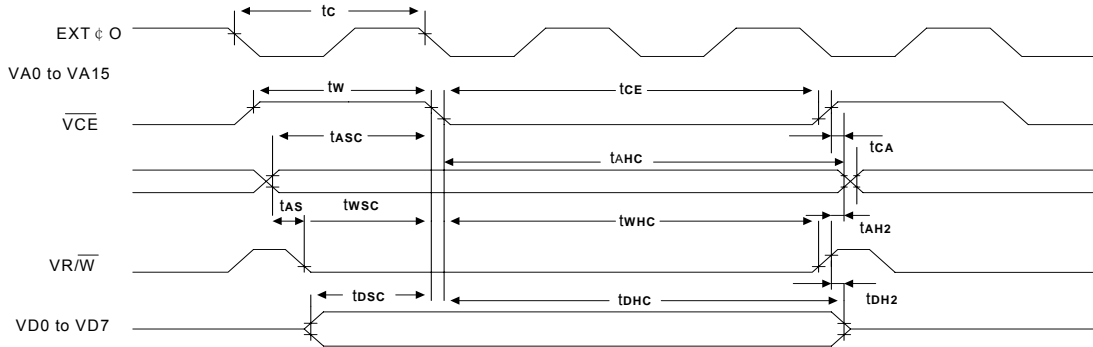 tC
EXT ¢ O
VA0 to VA15
tW
tCE
VCE
tASC
tCA
tAHC
tAS
tWSC
tWHC
tAH2
VR/W
tDSC
tDHC
tDH2
VD0 to VD7